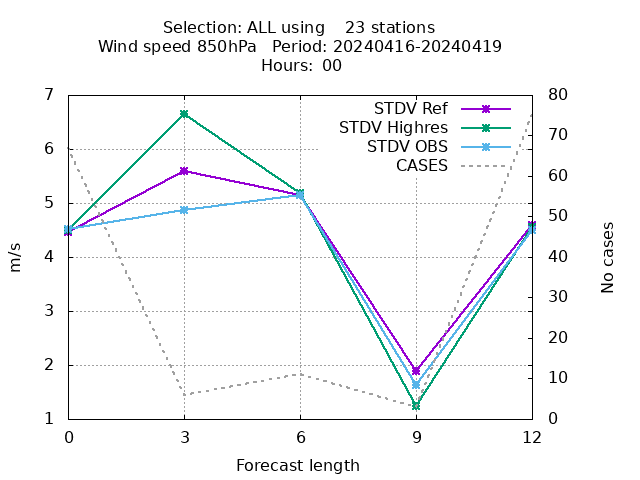 Selection: ALL using    23 stations
Wind speed 850hPa   Period: 20240416-20240419
Hours: 00
7
6
5
4
3
2
1
80
70
60
50
40
30
20
10
0
STDV Ref
STDV Highres
STDV OBS
CASES
m/s
No cases
0 3 6 9 12
Forecast length